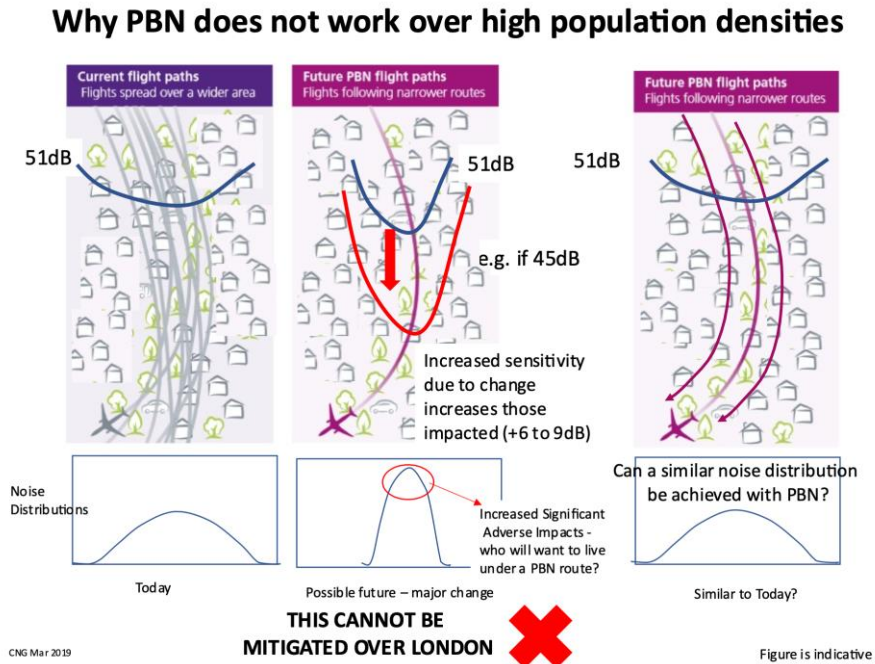 Why PBN does not work over high population densities
Current flight paths
Flights spread over a wider area
51dB
Future PBN flight paths
Flights following narrower routes
51dB
e.g. if 45dB
Increased sensitivity
due to change
increases those
impacted (+6 to 9dB)
Future PBN flight paths
Flights following narrower routes
51dB
Noise
Distributions
Today
Increased Significant
Adverse Impacts -
who will want to live
under a PBN route?
Possible future – major change
Can a similar noise distribution
be achieved with PBN?
Similar to Today?
THIS CANNOT BE
MITIGATED OVER LONDON
CNG Mar 2019
Figure is indicative